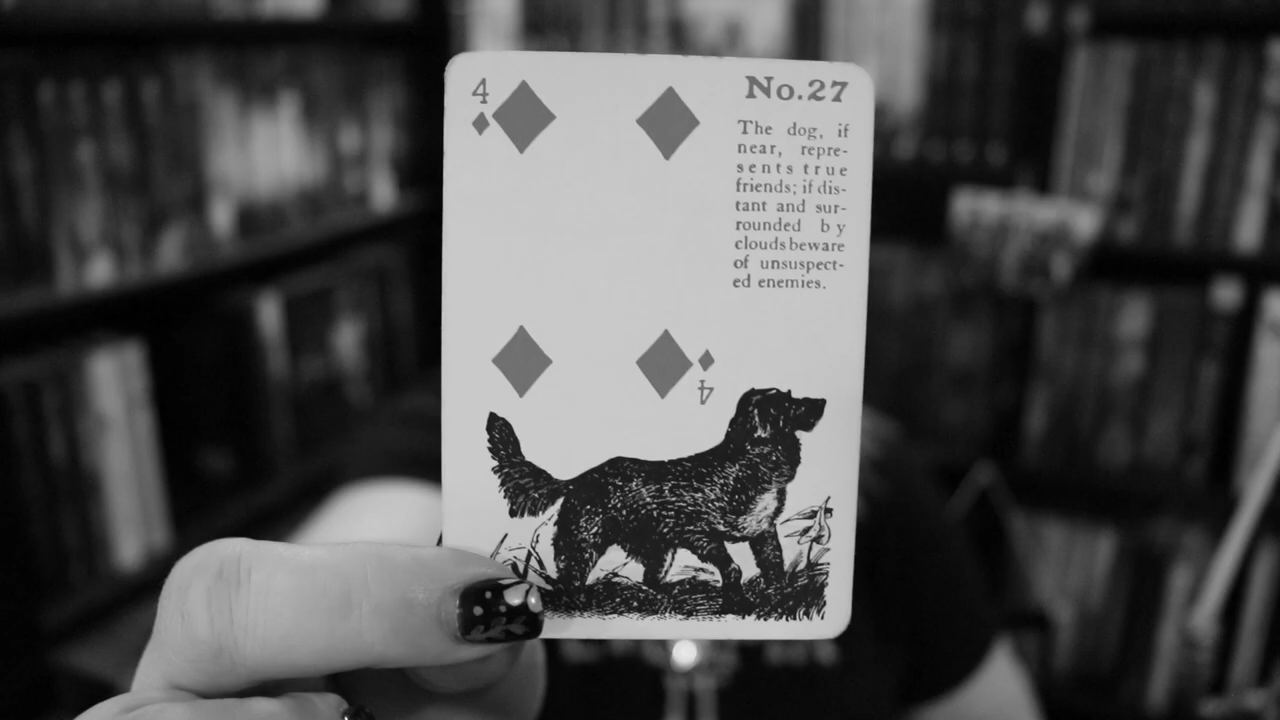 4
No.27
The dog, if
near, repre-
sents true
friends; if dis-
tant and sur-
rounded by
clouds beware
of unsuspect-
ed enemies.
4